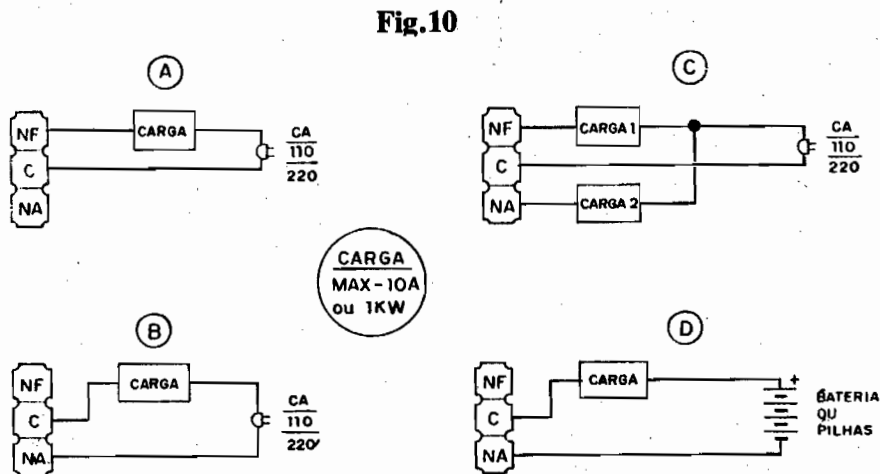 Fig.10
A
NF
C
NA
CARGA
CA
110
220
C
NF
C
NA
CARGA 1
CARGA 2
CA
110
220
CARGA
MAX-10A
ou 1KW
B
NF
C
NA
CARGA
CA
110
220
D
NF
C
NA
CARGA
+
BATERIA
OU
PILHAS